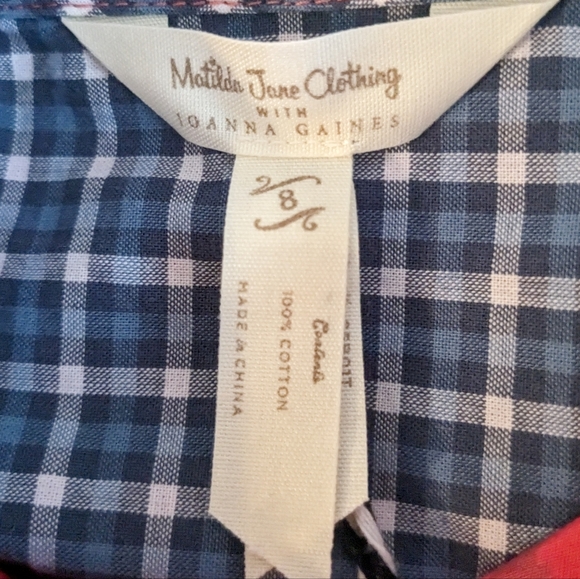 Matilda Jane Clothing
WITH
JOANNA GAINES
8
Contents
100% COTTON
MADE in CHINA